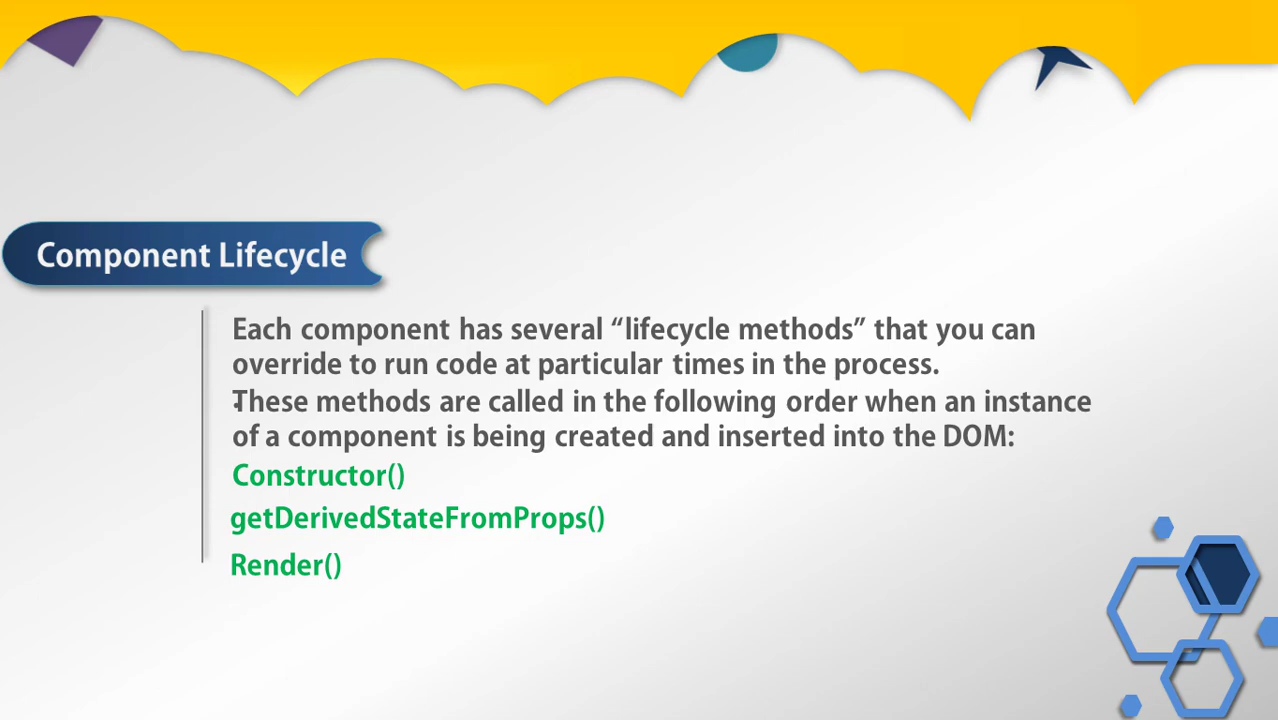 Component Lifecycle
Each component has several “lifecycle methods” that you can
override to run code at particular times in the process.
These methods are called in the following order when an instance
of a component is being created and inserted into the DOM:
Constructor()
getDerivedStateFromProps()
Render()